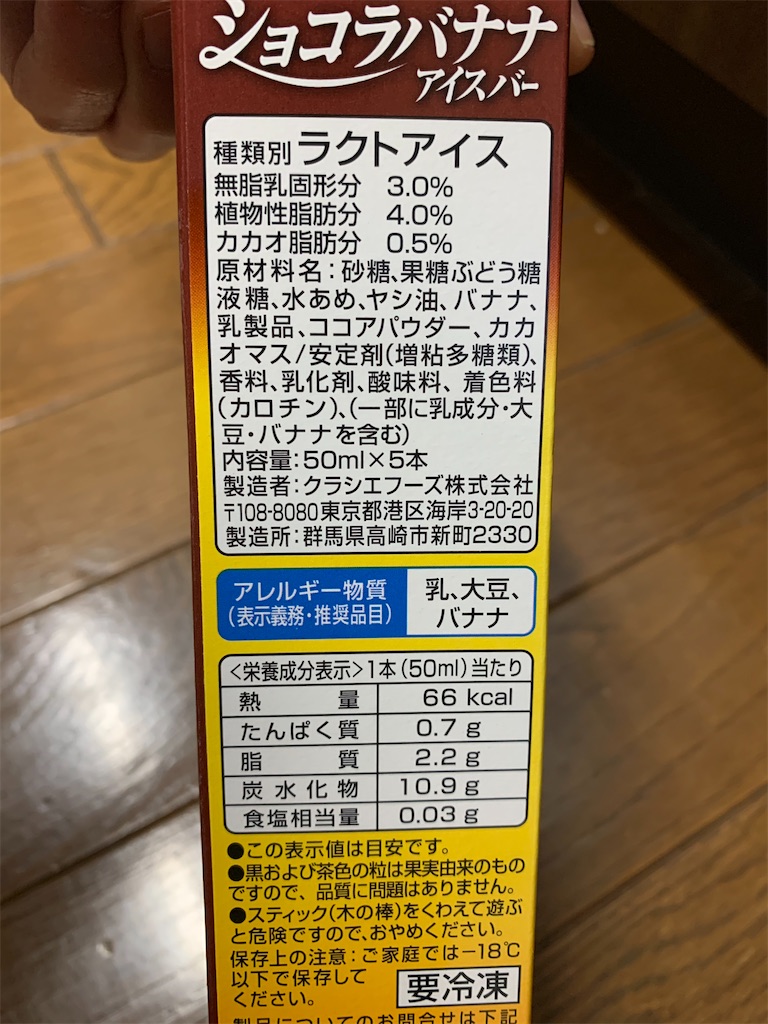 ショコラバナナ
アイスバー
種類別 ラクトアイス
無脂乳固形分 3.0%
植物性脂肪分 4.0%
カカオ脂肪分 0.5%
原材料名:砂糖、果糖ぶどう糖
液糖、水あめ、ヤシ油、バナナ、
乳製品、ココアパウダー、カカ
オマス/安定剤(増粘多糖類)、
香料、乳化剤、酸味料、着色料
(カロチン)、(一部に乳成分・大
豆・バナナを含む)
内容量:50ml×5本
製造者:クラシエフーズ株式会社
〒108-8080東京都港区海岸3-20-20
製造所:群馬県高崎市新町2330
アレルギー物質
(表示義務・推奨品目)
乳、大豆、
バナナ
<栄養成分表示>1本(50ml)当たり
熱量 66 kcal
たんぱく質 0.7 g
脂質 2.2 g
炭水化物 10.9 g
食塩相当量 0.03 g
●この表示値は目安です。
●黒および茶色の粒は果実由来のもの
ですので、品質に問題はありません。
●スティック(木の棒)をくわえて遊ぶ
と危険ですので、おやめください。
保存上の注意:ご家庭では−18℃
以下で保存して
ください。
要冷凍
製品についてのお問合せは下記